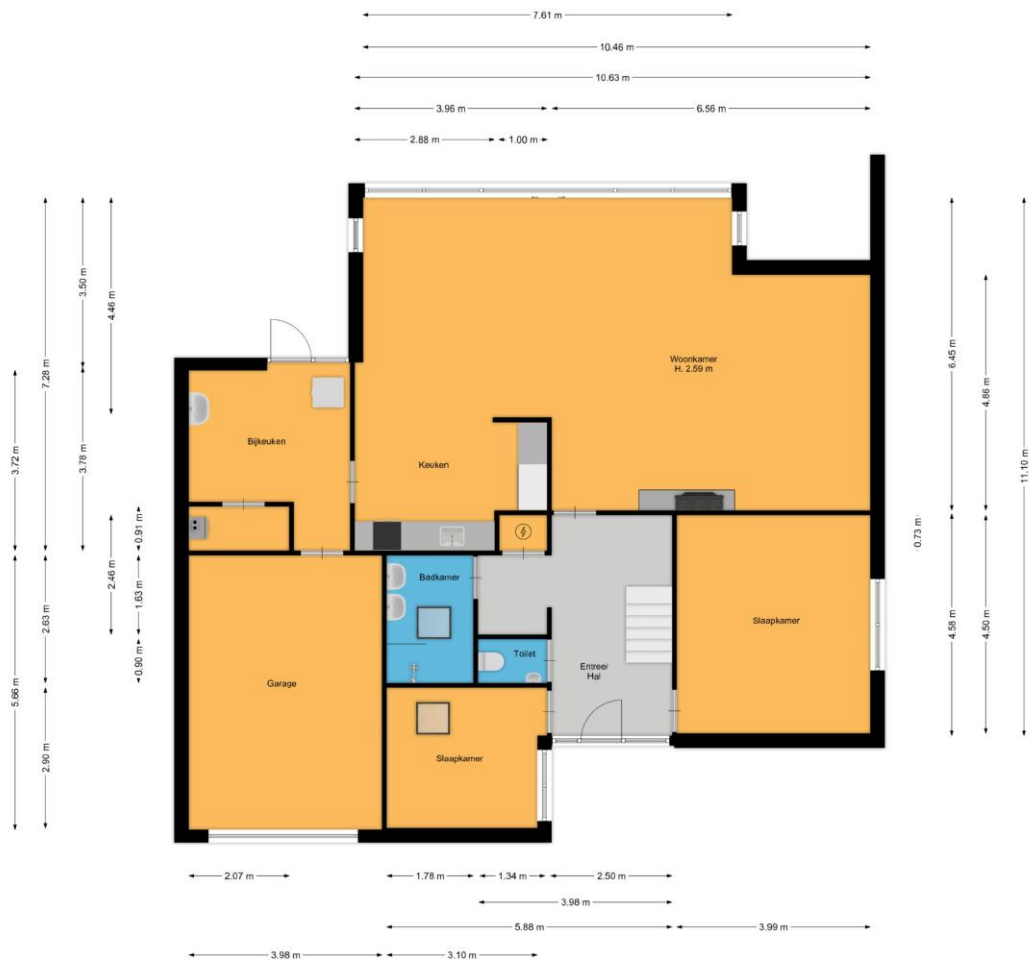 7.61 m
10.46 m
10.63 m
3.96 m
6.56 m
2.88 m
1.00 m
3.50 m
4.46 m
7.28 m
3.78 m
3.72 m
0.91 m
2.46 m
1.63 m
2.63 m
0.90 m
5.66 m
2.90 m
Woonkamer
H. 2.59 m
Bijkeuken
Keuken
Badkamer
Toilet
Entree/
Hal
Slaapkamer
Garage
Slaapkamer
6.45 m
4.86 m
11.10 m
0.73 m
4.58 m
4.50 m
2.07 m
1.78 m
1.34 m
2.50 m
3.98 m
5.88 m
3.99 m
3.98 m
3.10 m